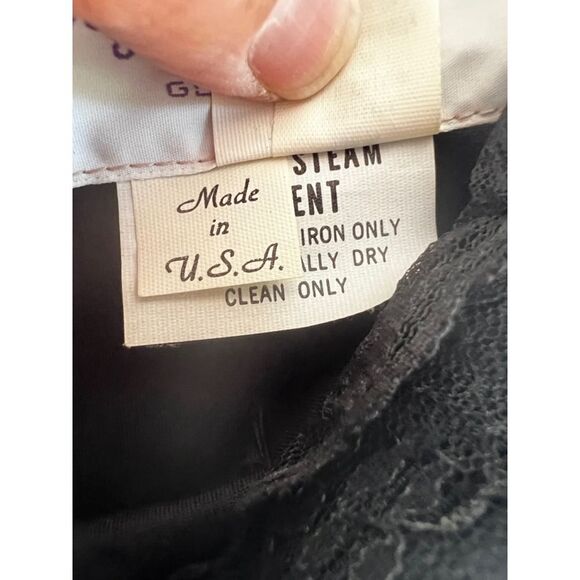 Made
in
U.S.A.
STEAM
ENT
IRON ONLY
ALLY DRY
CLEAN ONLY